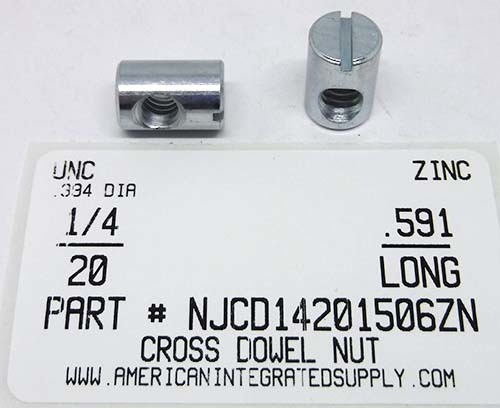 UNC ZINC
.394 DIA
1/4 .591
20 LONG
PART # NJCD14201506ZN
CROSS DOWEL NUT
WWW.AMERICANINTEGRATEDSUPPLY.COM